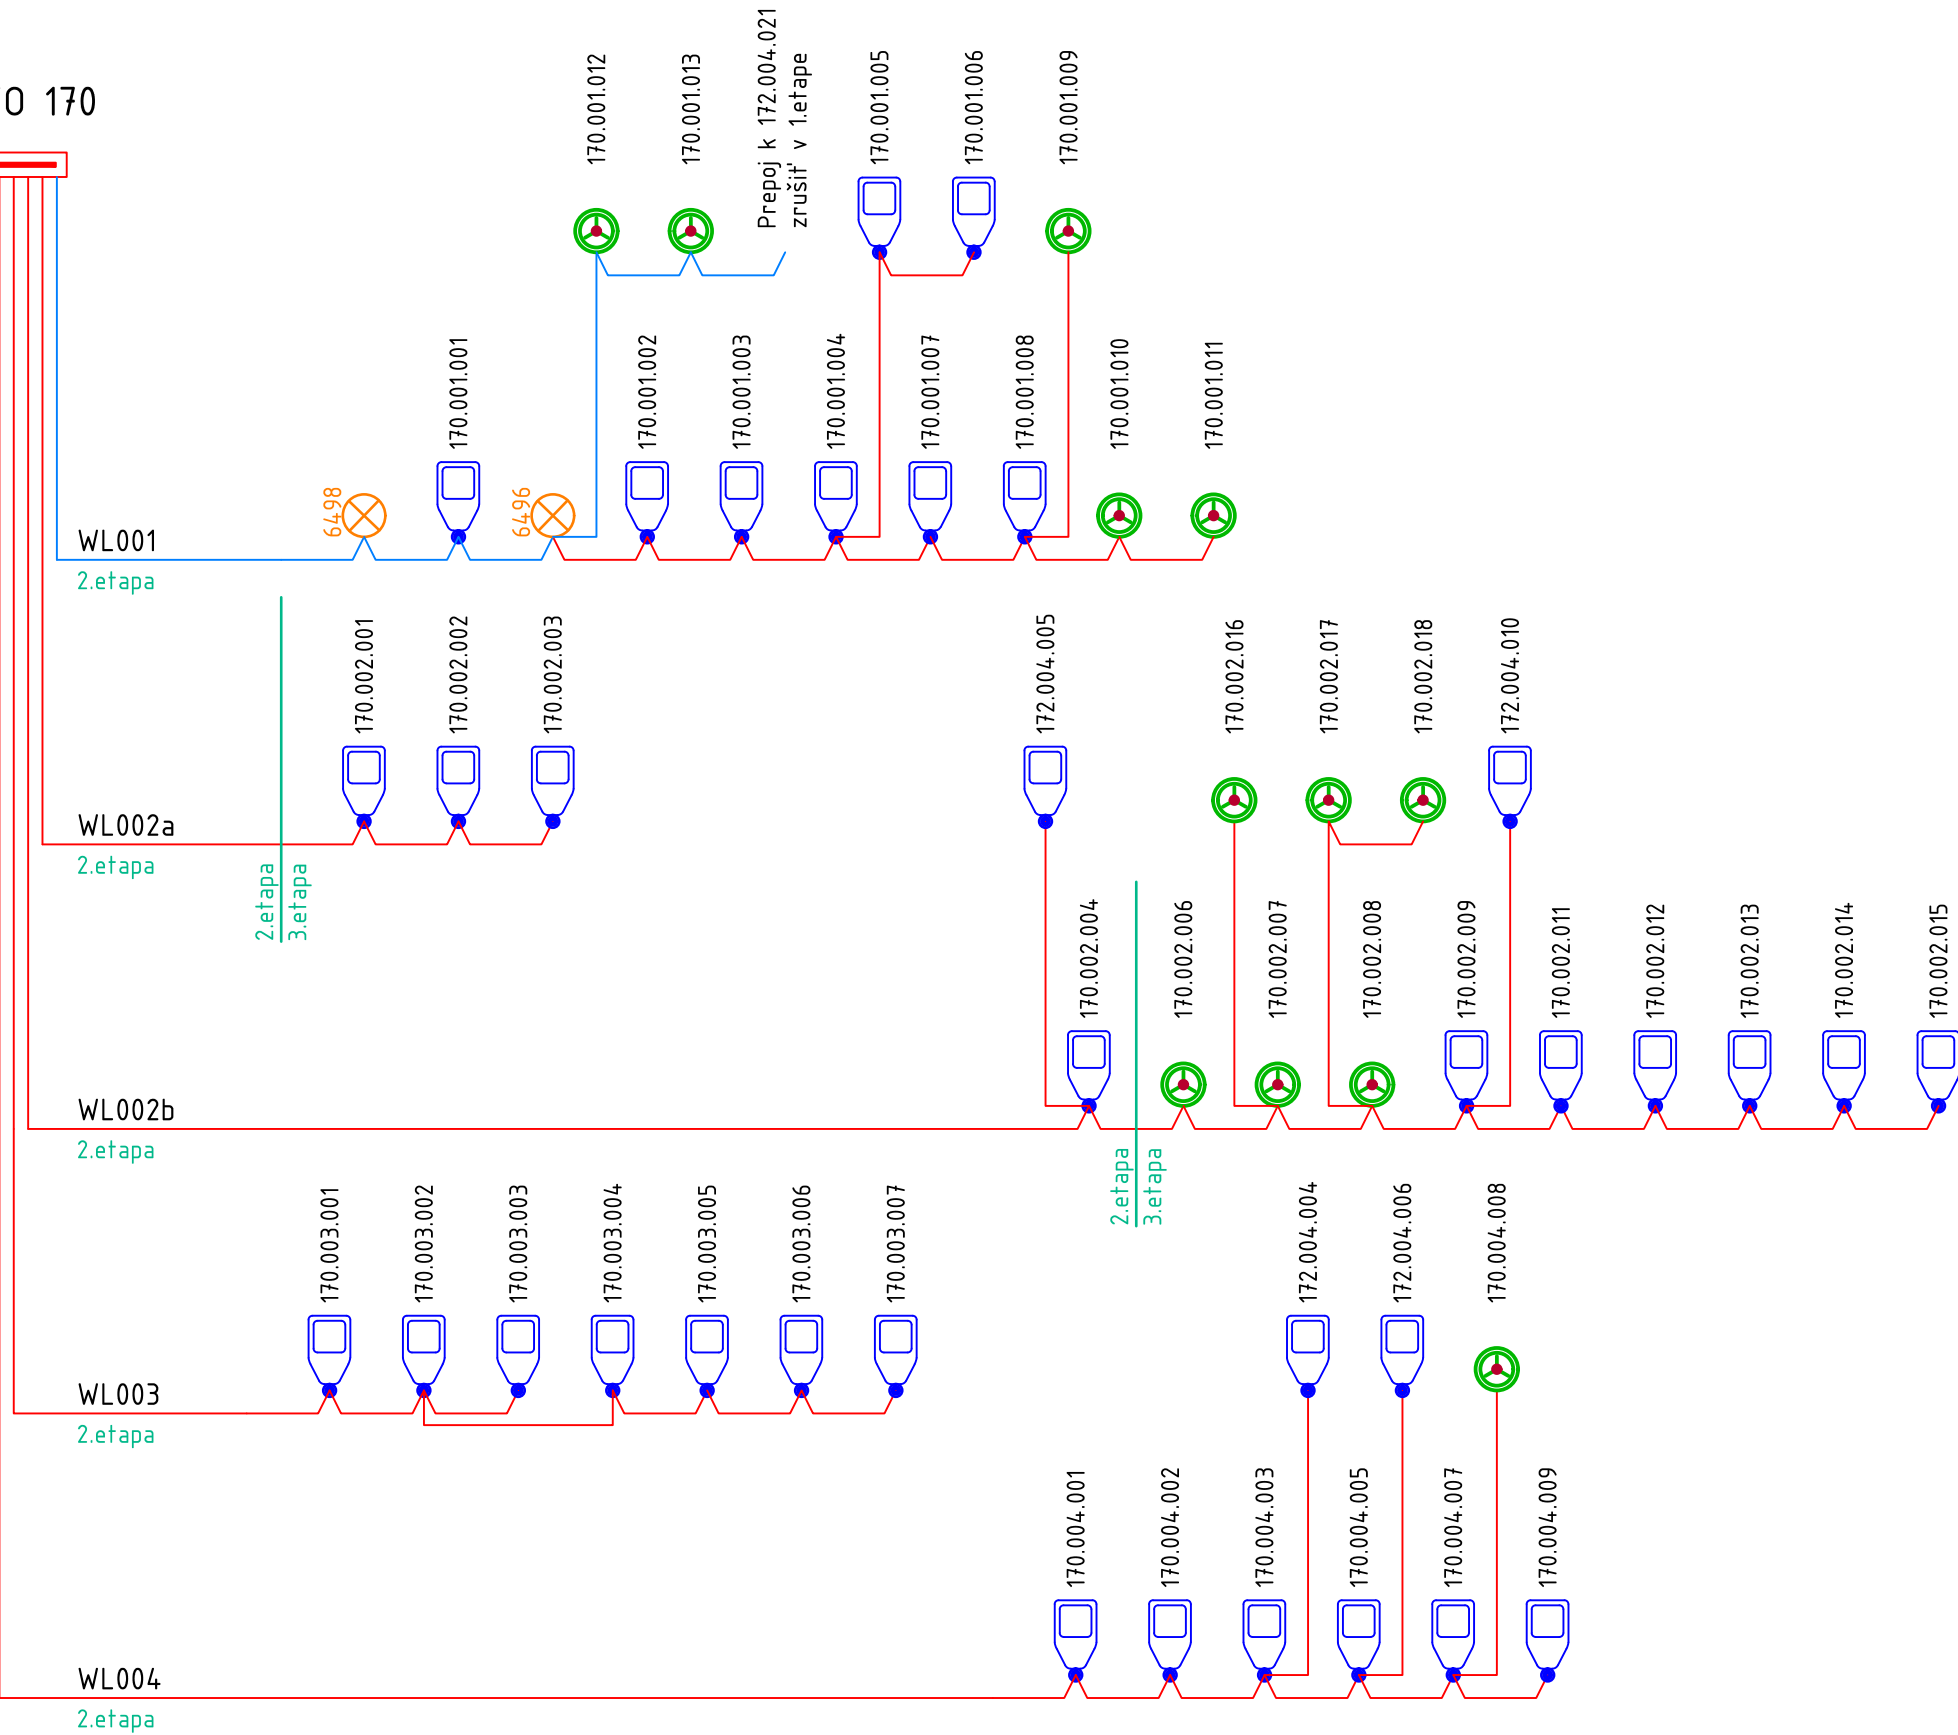 O 170
170.001.012
170.001.013
Prepoj k 172.004.021
zrušiť v 1.etape
170.001.005
170.001.006
170.001.009
6498
170.001.001
6496
170.001.002
170.001.003
170.001.004
170.001.007
170.001.008
170.001.010
170.001.011
WL001
2.etapa
170.002.001
170.002.002
170.002.003
172.004.005
170.002.016
170.002.017
170.002.018
172.004.010
WL002a
2.etapa
2.etapa
3.etapa
170.002.004
170.002.006
170.002.007
170.002.008
170.002.009
170.002.011
170.002.012
170.002.013
170.002.014
170.002.015
WL002b
2.etapa
2.etapa
3.etapa
170.003.001
170.003.002
170.003.003
170.003.004
170.003.005
170.003.006
170.003.007
172.004.004
172.004.006
170.004.008
WL003
2.etapa
170.004.001
170.004.002
170.004.003
170.004.005
170.004.007
170.004.009
WL004
2.etapa